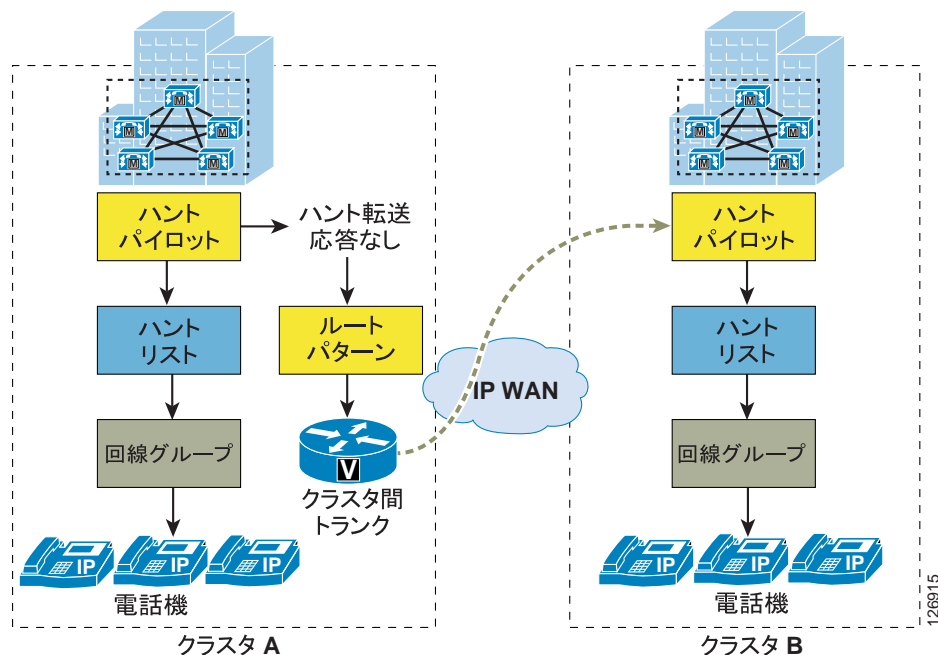 M
M
M
M
M
ハント
パイロット
ハント転送
応答なし
ハント
リスト
ルート
パターン
回線グループ
V
クラスタ間
トランク
IP
IP
IP
電話機
クラスタ A
IP WAN
M
M
M
M
M
ハント
パイロット
ハント
リスト
回線グループ
IP
IP
IP
電話機
クラスタ B
126915